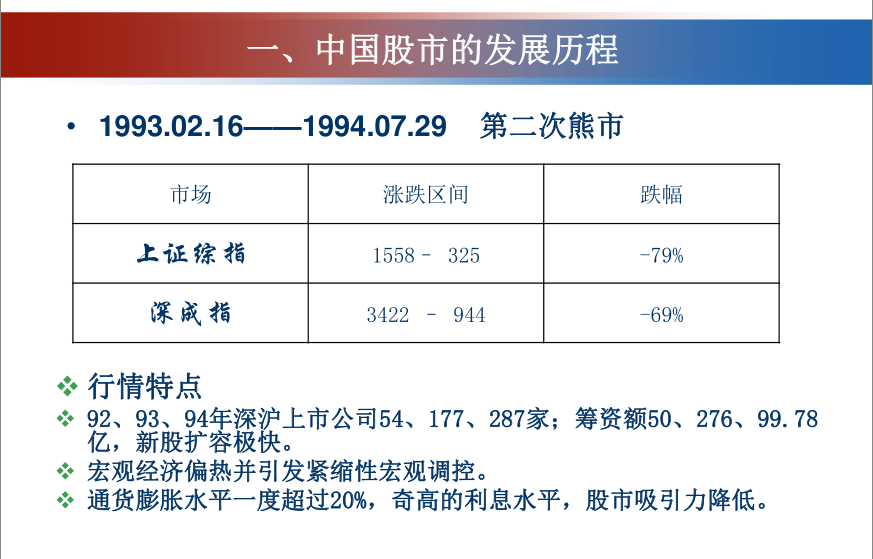 一、中国股市的发展历程
• 1993.02.16——1994.07.29 第二次熊市
市场 涨跌区间 跌幅
上证综指 1558– 325 -79%
深成指 3422 – 944 -69%
❖ 行情特点
❖ 92、93、94年深沪上市公司54、177、287家；筹资额50、276、99.78
亿，新股扩容极快。
❖ 宏观经济偏热并引发紧缩性宏观调控。
❖ 通货膨胀水平一度超过20%，奇高的利息水平，股市吸引力降低。